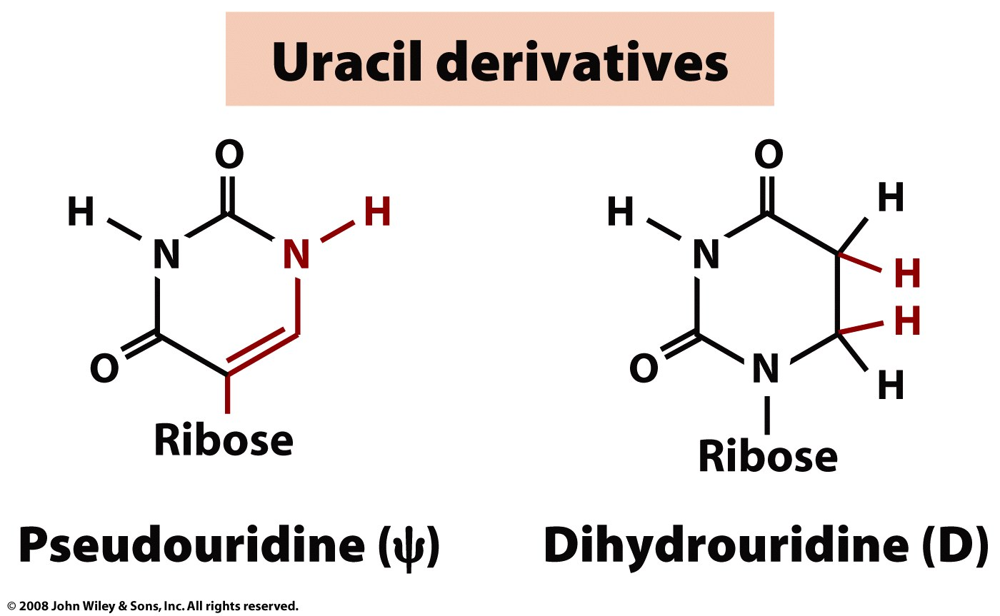 Uracil derivatives
O
H
N
N
H
O
Ribose
Pseudouridine (ψ)
O
H
H
N
H
H
O
N
H
Ribose
Dihydrouridine (D)
© 2008 John Wiley & Sons, Inc. All rights reserved.